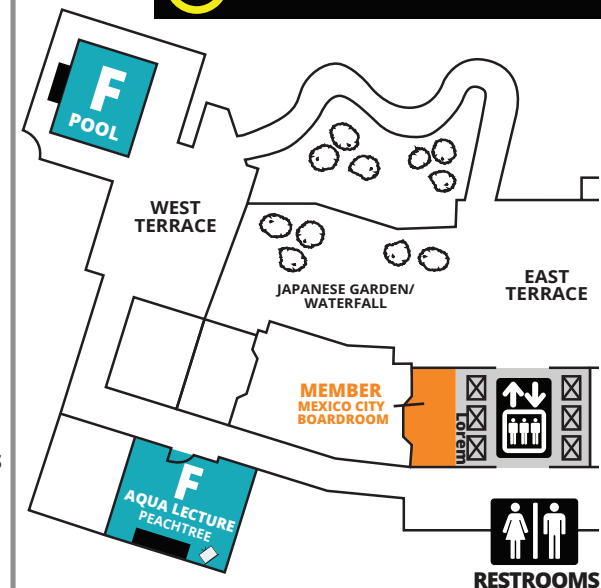 F
POOL
WEST
TERRACE
JAPANESE GARDEN/
WATERFALL
EAST
TERRACE
MEMBER
MEXICO CITY
BOARDROOM
Lorem
F
AQUA LECTURE
PEACHTREE
RESTROOMS